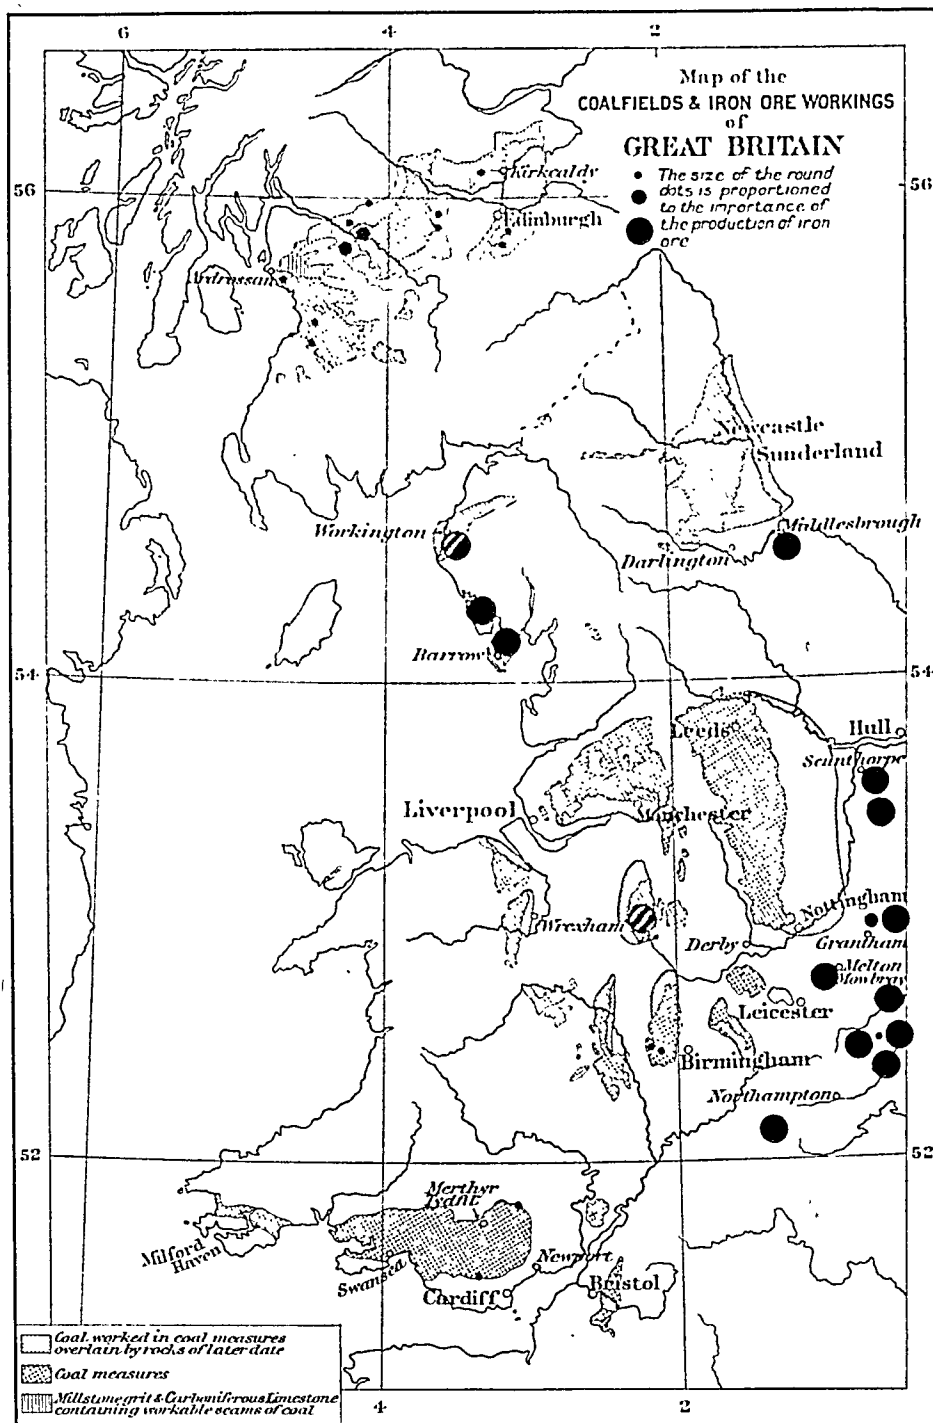 6
4
2
Map of the
COALFIELDS & IRON ORE WORKINGS
of
GREAT BRITAIN
The size of the round
dots is proportioned
to the importance of
the production of iron
ore
56
56
Kirkcaldy
Edinburgh
Ardrossan
Newcastle
Sunderland
Workington
Middlesbrough
Darlington
Barrow
54
54
Leeds
Hull
Scunthorpe
Liverpool
Manchester
Nottingham
Wrexham
Derby
Grantham
Melton
Mowbray
Leicester
Birmingham
Northampton
52
52
Merthyr
Tydfil
Milford
Haven
Swansea
Newport
Cardiff
Bristol
Coal worked in coal measures
overlain by rocks of later date
Coal measures
Millstone grit & Carboniferous Limestone
containing workable seams of coal
4
2